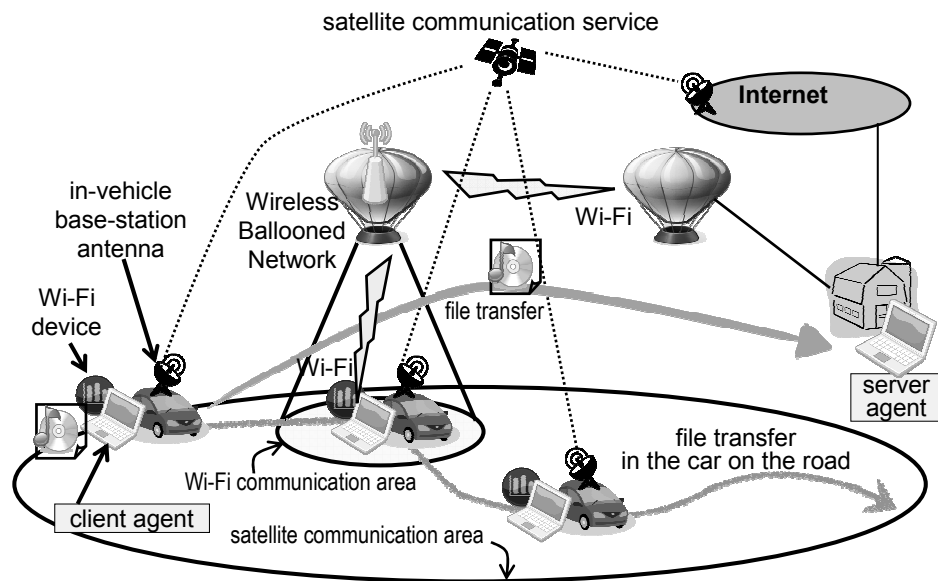 satellite communication service
Internet
in-vehicle
base-station
antenna
Wireless
Ballooned
Network
Wi-Fi
Wi-Fi
device
file transfer
Wi-Fi
server
agent
file transfer
in the car on the road
Wi-Fi communication area
client agent
satellite communication area